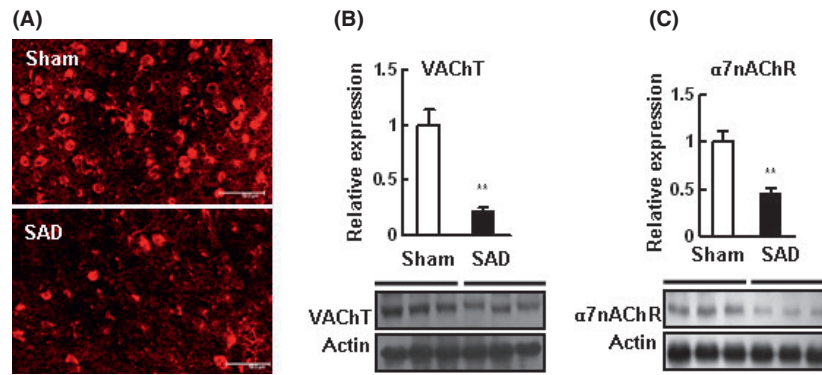 (A)
Sham
SAD
(B)
VAChT
Relative expression
1.5
1
0.5
0
**
Sham SAD
VAChT
Actin
(C)
α7nAChR
Relative expression
1.5
1
0.5
0
**
Sham SAD
α7nAChR
Actin